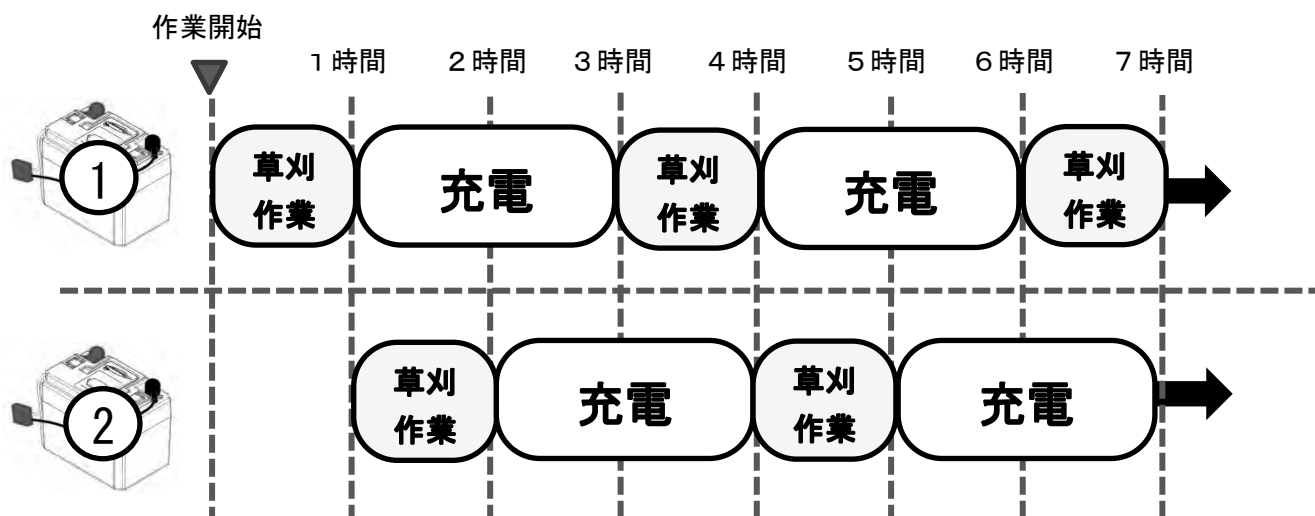 作業開始
1時間 2時間 3時間 4時間 5時間 6時間 7時間
1
草刈
作業
充電
草刈
作業
充電
草刈
作業
2
草刈
作業
充電
草刈
作業
充電